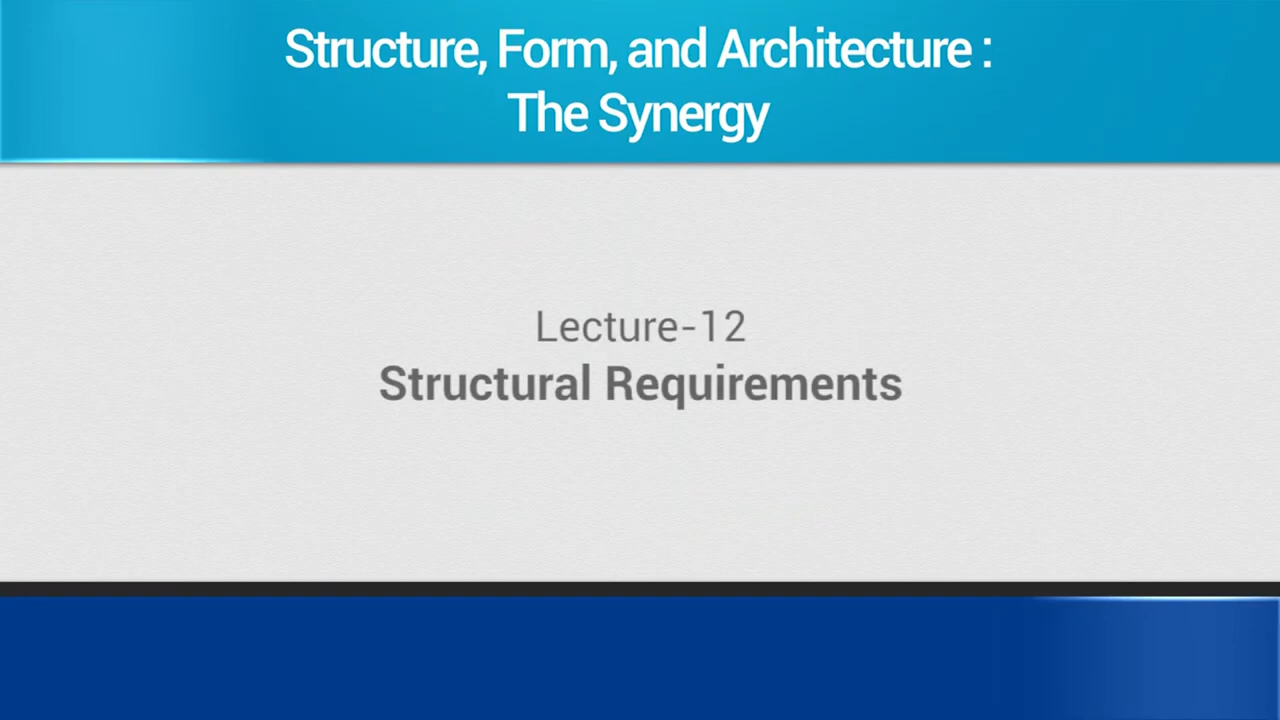 Structure, Form, and Architecture :
The Synergy
Lecture-12
Structural Requirements